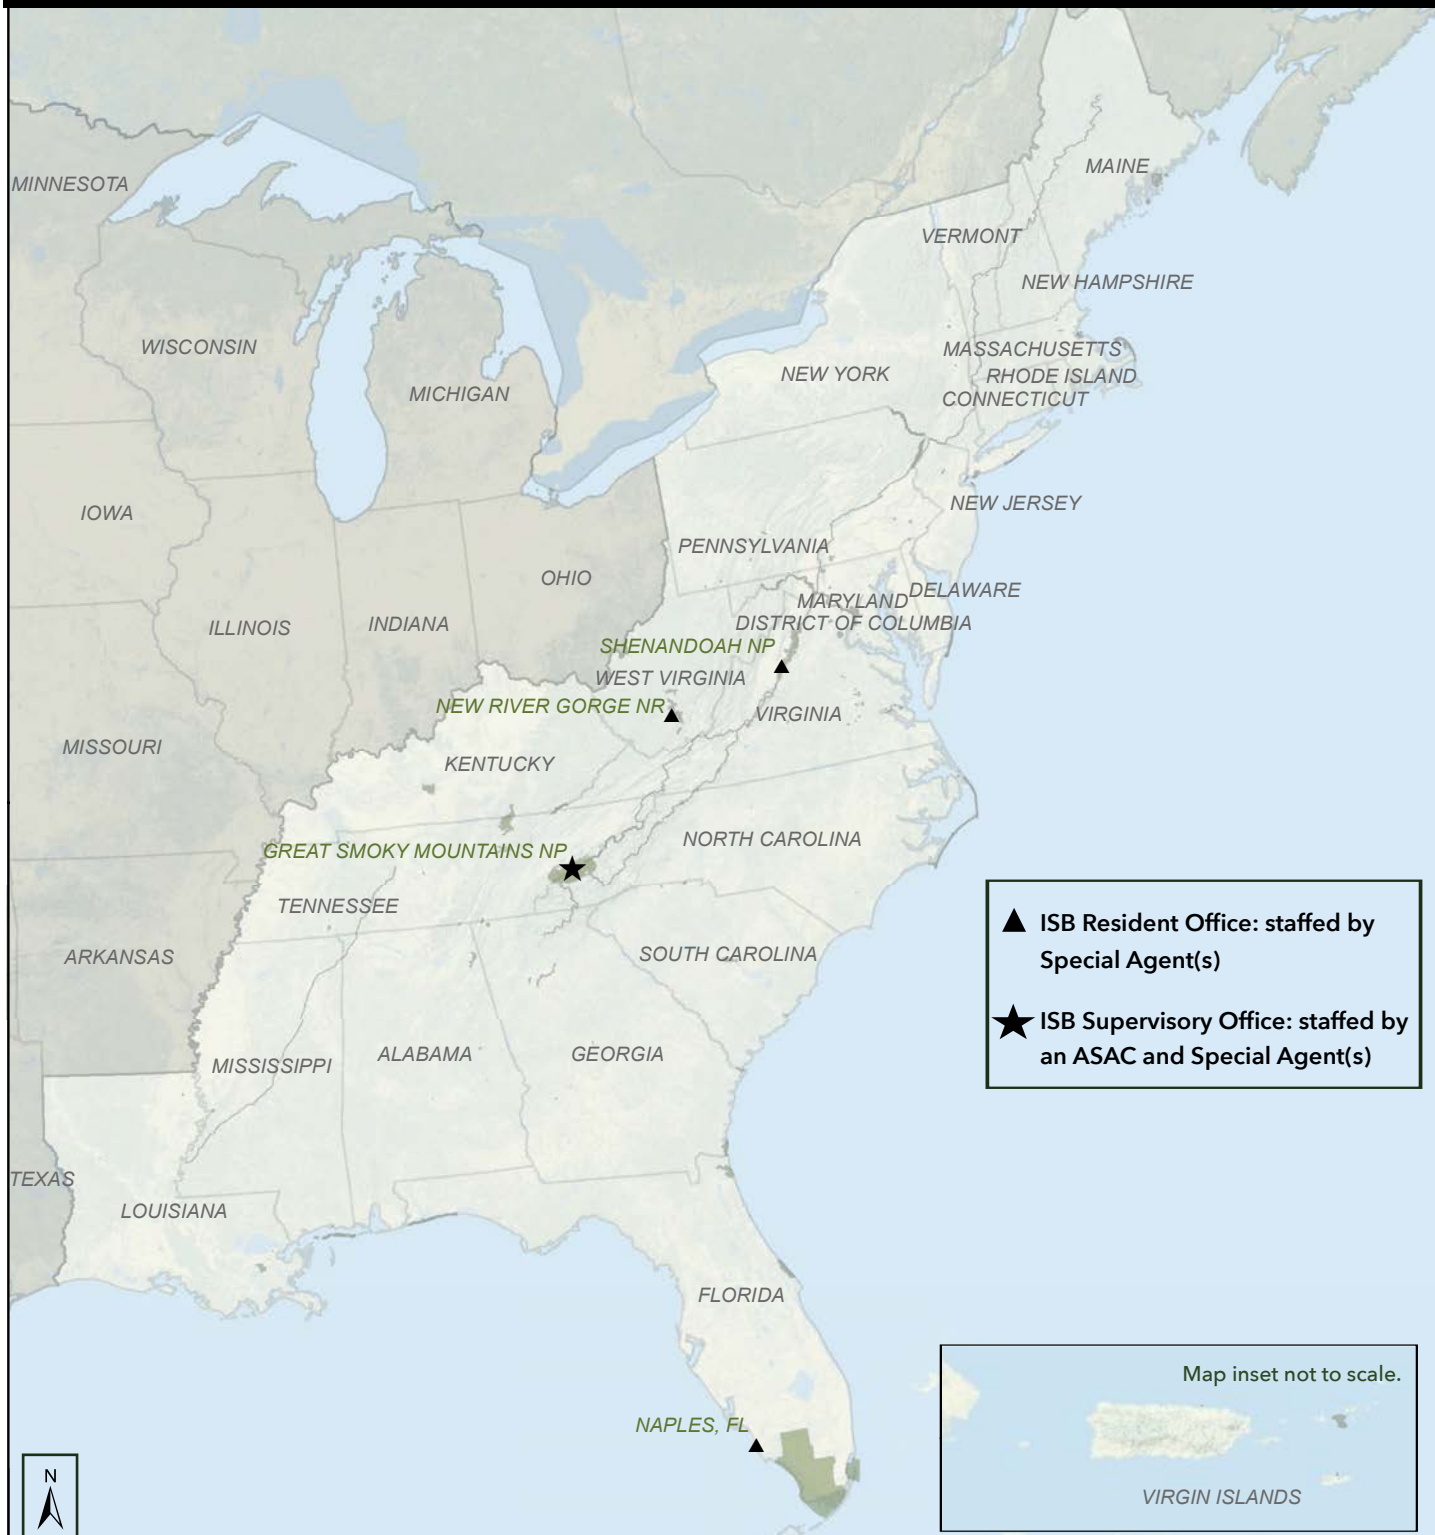 MAINE
MINNESOTA
VERMONT
NEW HAMPSHIRE
WISCONSIN
MASSACHUSETTS
NEW YORK
RHODE ISLAND
MICHIGAN
CONNECTICUT
NEW JERSEY
IOWA
PENNSYLVANIA
OHIO
DELAWARE
MARYLAND
DISTRICT OF COLUMBIA
ILLINOIS
INDIANA
SHENANDOAH NP
WEST VIRGINIA
NEW RIVER GORGE NR
VIRGINIA
MISSOURI
KENTUCKY
NORTH CAROLINA
GREAT SMOKY MOUNTAINS NP
TENNESSEE
ISB Resident Office: staffed by
Special Agent(s)
ARKANSAS
SOUTH CAROLINA
ISB Supervisory Office: staffed by
an ASAC and Special Agent(s)
MISSISSIPPI
ALABAMA
GEORGIA
TEXAS
LOUISIANA
FLORIDA
Map inset not to scale.
NAPLES, FL
N
VIRGIN ISLANDS